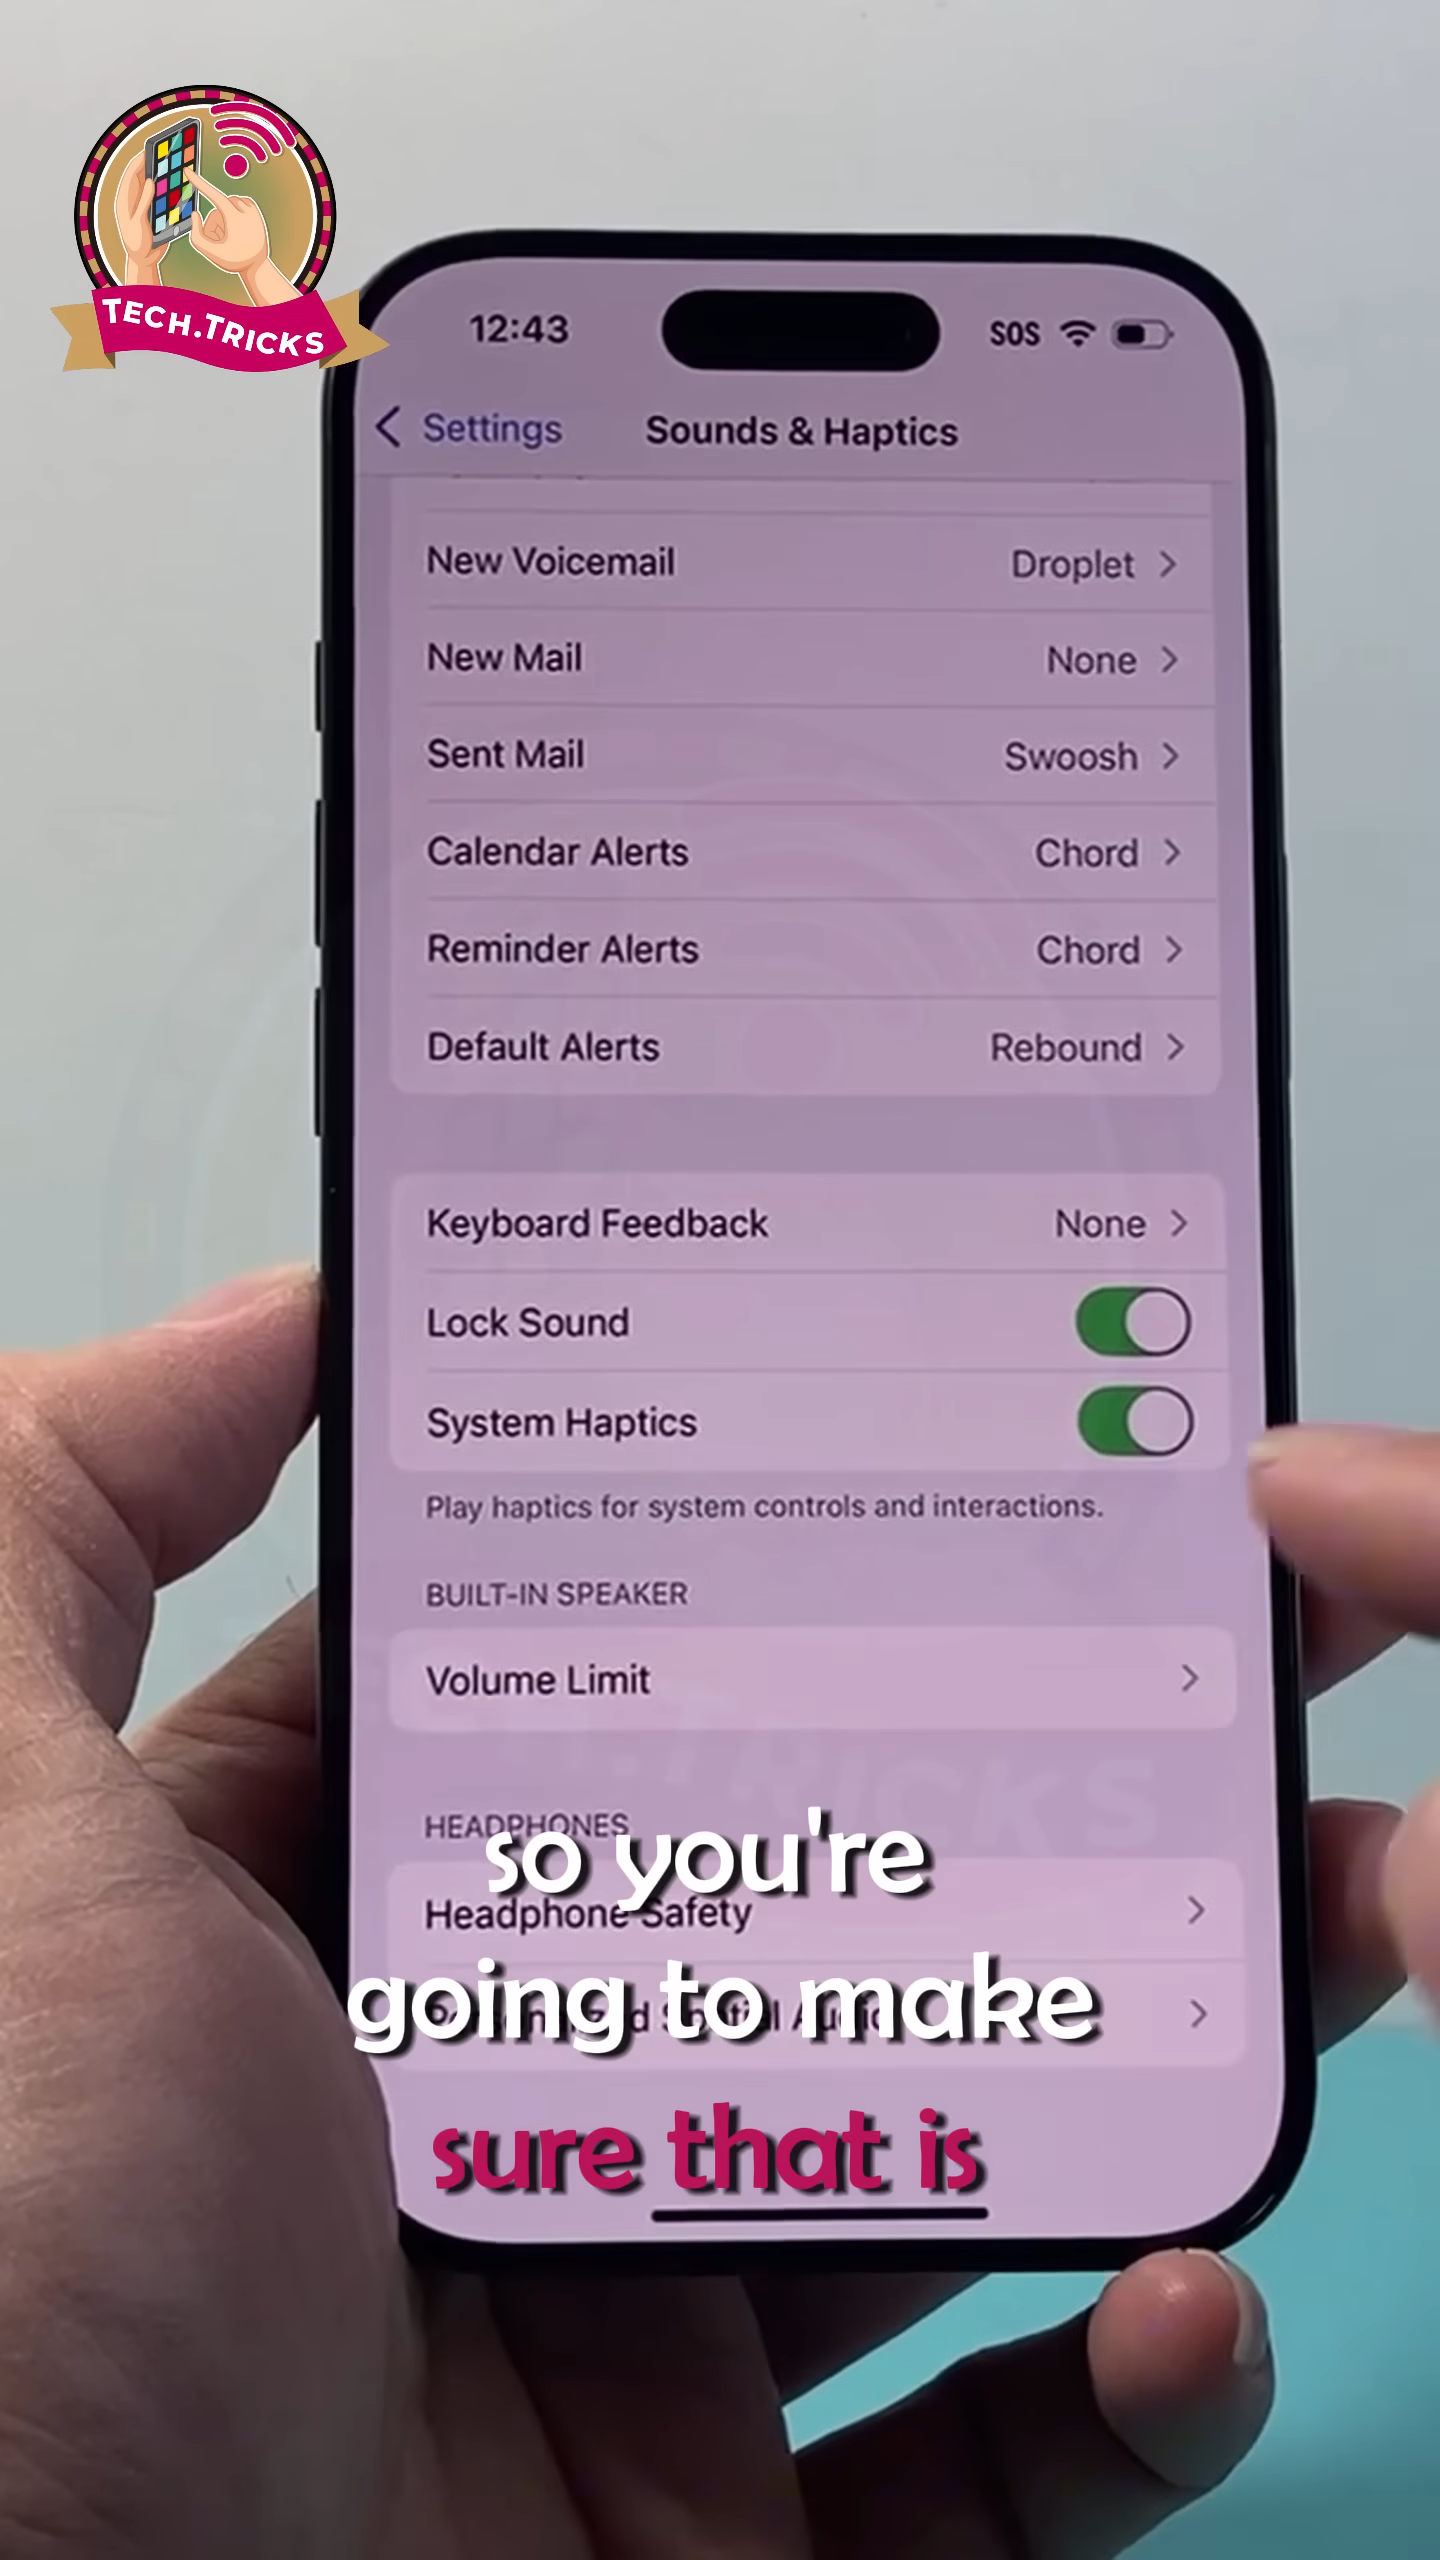 TECH.TRICKS
12:43
SOS
Settings
Sounds & Haptics
New Voicemail
Droplet
New Mail
None
Sent Mail
Swoosh
Calendar Alerts
Chord
Reminder Alerts
Chord
Default Alerts
Rebound
Keyboard Feedback
None
Lock Sound
System Haptics
Play haptics for system controls and interactions.
BUILT-IN SPEAKER
Volume Limit
HEADPHONES
so you're
Headphone Safety
going to make
sure that is